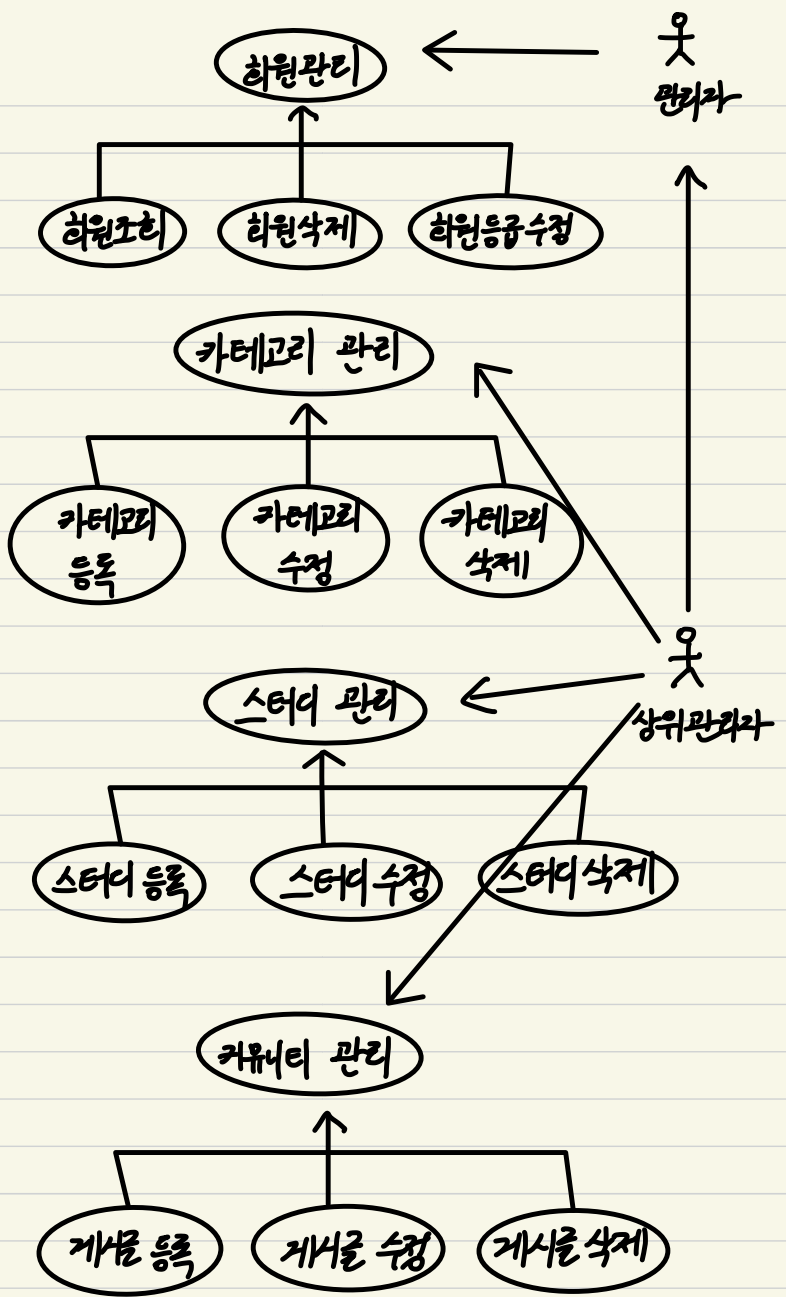 회원관리
관리자
회원조회
회원삭제
회원등급수정
카테고리 관리
카테고리
등록
카테고리
수정
카테고리
삭제
스터디 관리
상위관리자
스터디 등록
스터디 수정
스터디 삭제
커뮤니티 관리
게시글 등록
게시글 수정
게시글 삭제